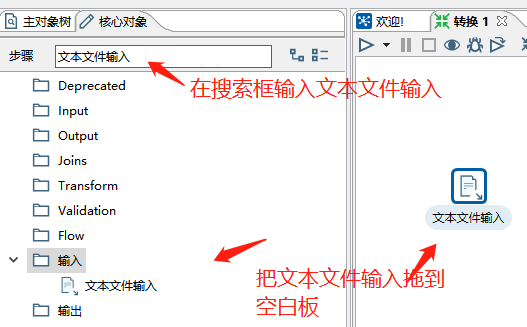 主对象树
核心对象
欢迎!
转换 1
步骤
文本文件输入
在搜索框输入文本文件输入
Deprecated
Input
Output
Joins
Transform
Validation
Flow
输入
文本文件输入
输出
文本文件输入
把文本文件输入拖到
空白板